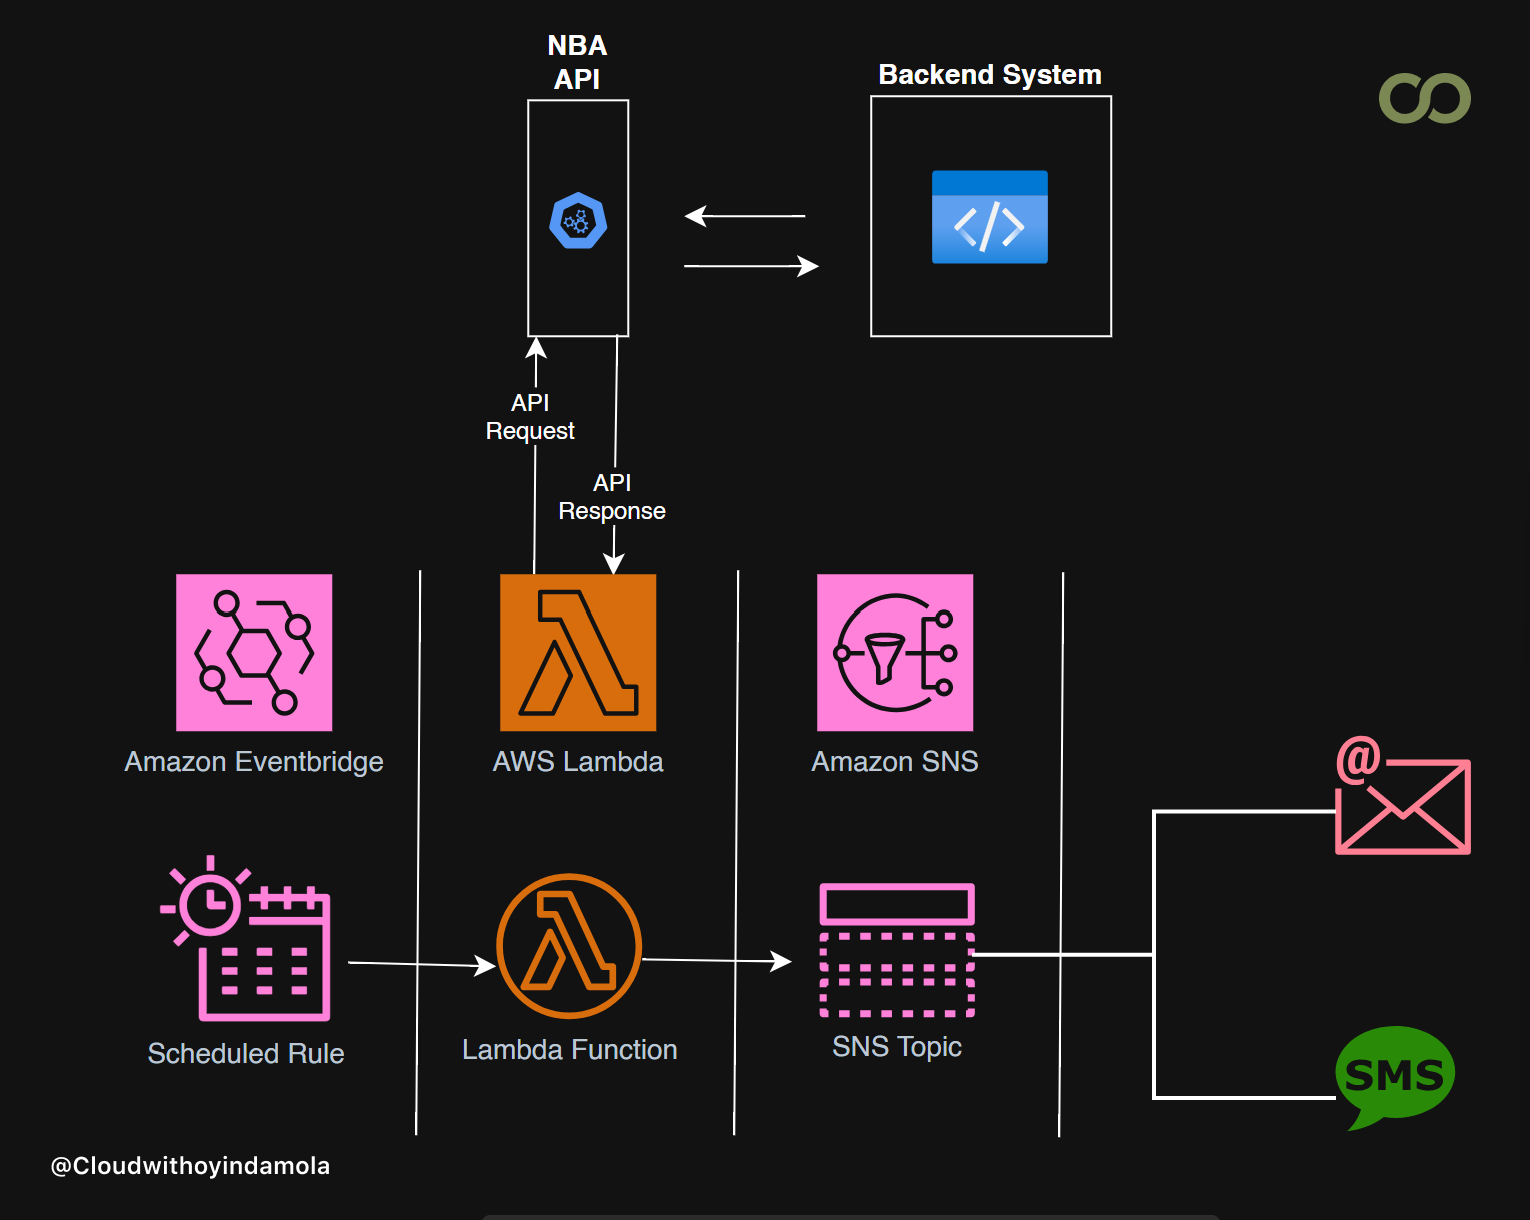 NBA
API
Backend System
API
Request
API
Response
Amazon Eventbridge
AWS Lambda
Amazon SNS
@
Scheduled Rule
Lambda Function
SNS Topic
SMS
@Cloudwithoyindamola